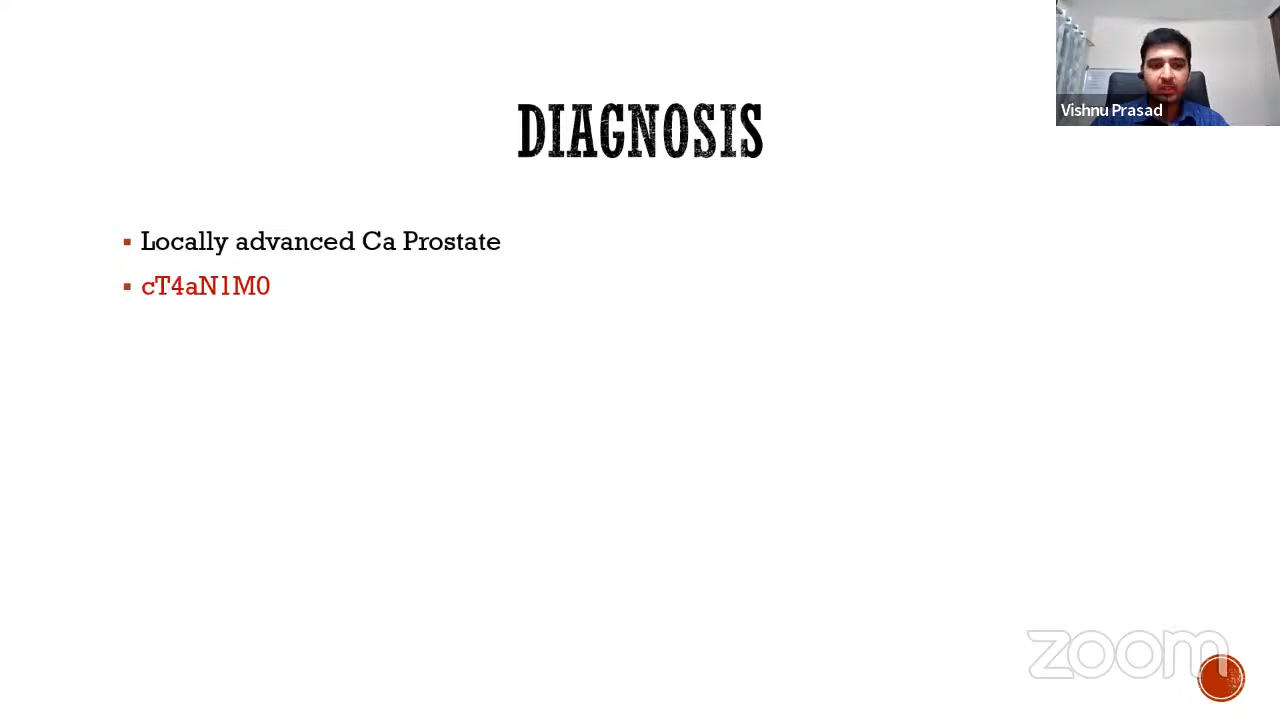 Vishnu Prasad
DIAGNOSIS
Locally advanced Ca Prostate
cT4aN1M0
zoom